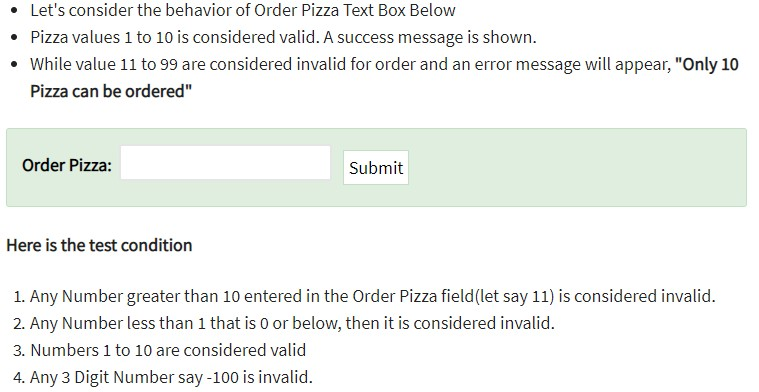 • Let's consider the behavior of Order Pizza Text Box Below
• Pizza values 1 to 10 is considered valid. A success message is shown.
• While value 11 to 99 are considered invalid for order and an error message will appear, "Only 10
Pizza can be ordered"
Order Pizza: Submit
Here is the test condition
1. Any Number greater than 10 entered in the Order Pizza field(let say 11) is considered invalid.
2. Any Number less than 1 that is 0 or below, then it is considered invalid.
3. Numbers 1 to 10 are considered valid
4. Any 3 Digit Number say -100 is invalid.